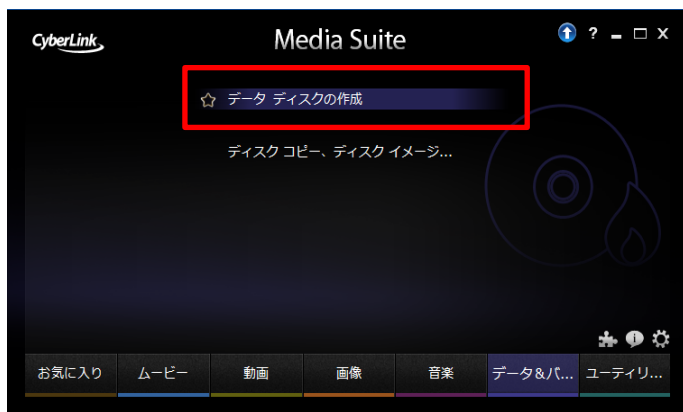 CyberLink
Media Suite
? - □ X
データ ディスクの作成
ディスク コピー、ディスク イメージ...
お気に入り ムービー 動画 画像 音楽 データ&バ... ユーティリ...